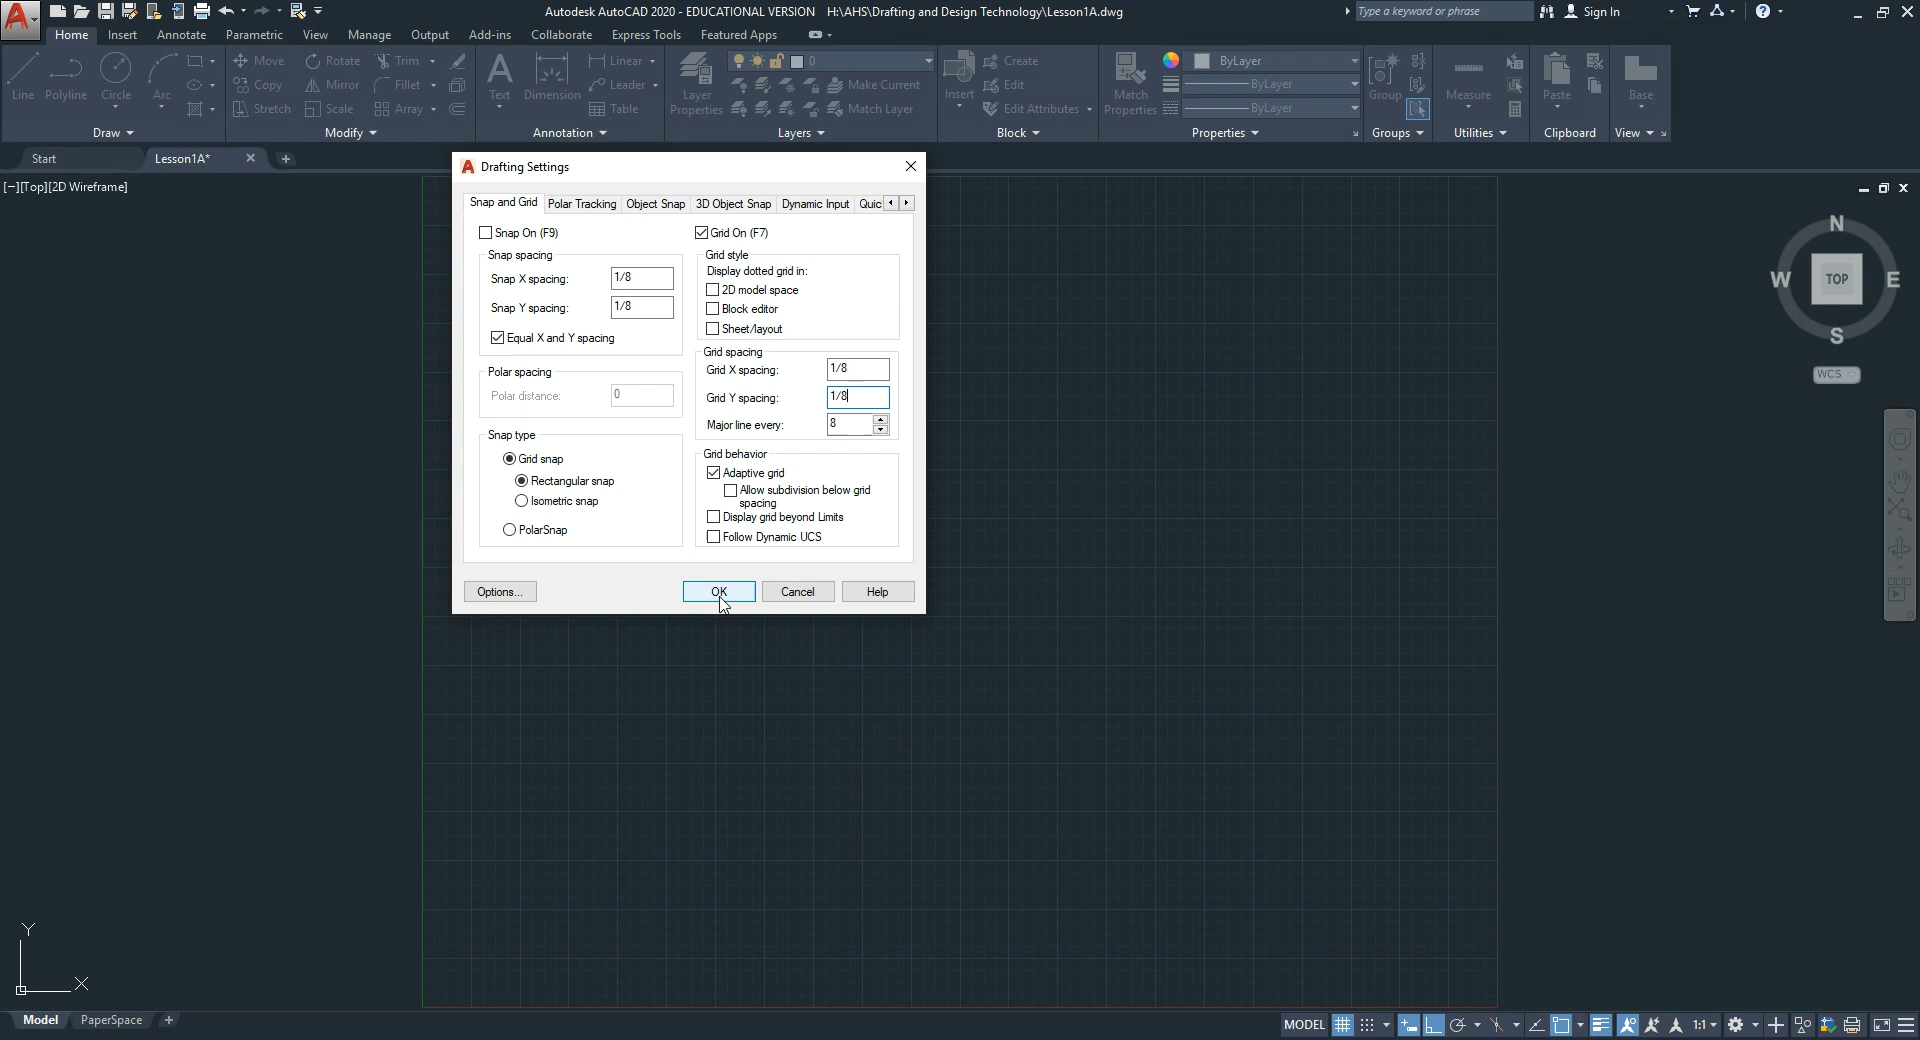 Autodesk AutoCAD 2020 - EDUCATIONAL VERSION H:\AHS\Drafting and Design Technology\Lesson1A.dwg
Type a keyword or phrase
Sign In
Home Insert Annotate Parametric View Manage Output Add-ins Collaborate Express Tools Featured Apps
Line Polyline Circle Arc
Draw
Move Rotate Trim
Copy Mirror Fillet
Stretch Scale Array
Modify
Text Dimension
Linear
Leader
Table
Annotation
Layer Properties
0
Make Current
Match Layer
Layers
Insert
Create
Edit
Edit Attributes
Block
Match Properties
ByLayer
ByLayer
ByLayer
Properties
Group
Groups
Measure
Utilities
Paste
Clipboard
Base
View
Start Lesson1A*
[−][Top][2D Wireframe]
Drafting Settings
Snap and Grid Polar Tracking Object Snap 3D Object Snap Dynamic Input Quic
Snap On (F9)
Snap spacing
Snap X spacing: 1/8
Snap Y spacing: 1/8
Equal X and Y spacing
Polar spacing
Polar distance: 0
Snap type
Grid snap
Rectangular snap
Isometric snap
PolarSnap
Grid On (F7)
Grid style
Display dotted grid in:
2D model space
Block editor
Sheet/layout
Grid spacing
Grid X spacing: 1/8
Grid Y spacing: 1/8
Major line every: 8
Grid behavior
Adaptive grid
Allow subdivision below grid
spacing
Display grid beyond Limits
Follow Dynamic UCS
Options... OK Cancel Help
N
W TOP E
S
WCS
Y
X
Model PaperSpace
MODEL 1:1